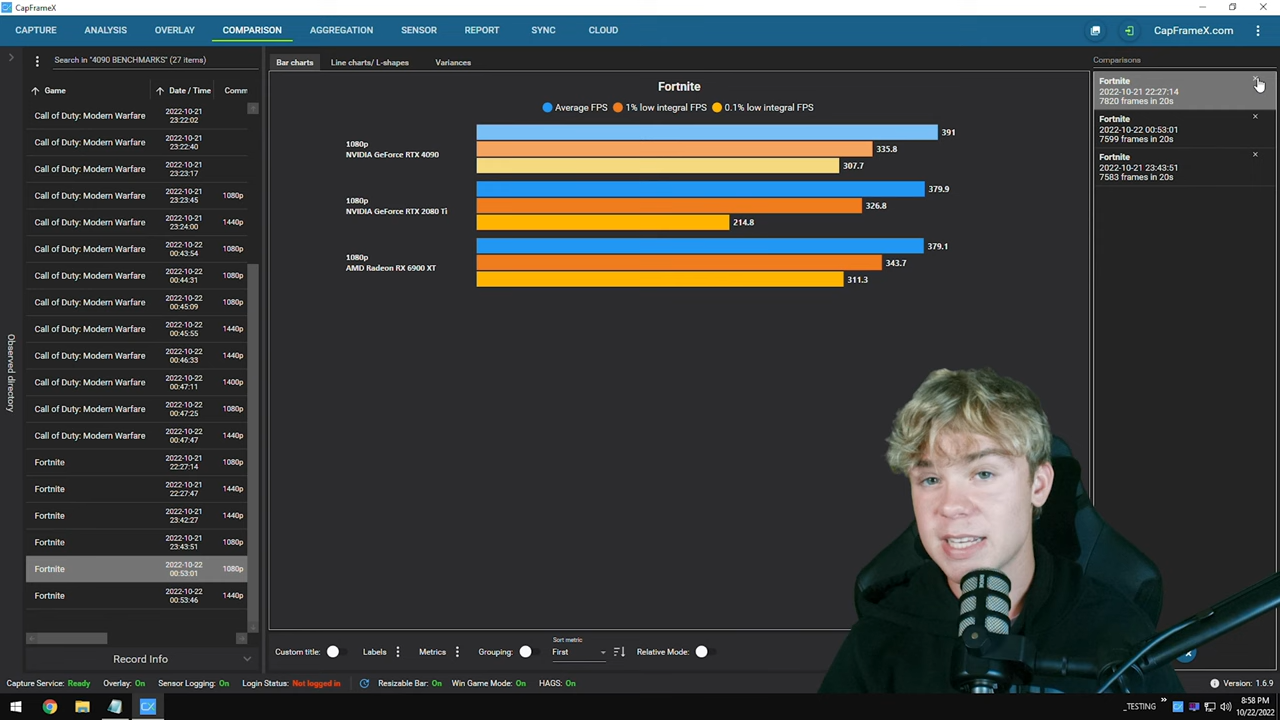 CapFrameX
CAPTURE ANALYSIS OVERLAY COMPARISON AGGREGATION SENSOR REPORT SYNC CLOUD CapFrameX.com
Search in "4090 BENCHMARKS" (27 items)
Game Date / Time Comm
Call of Duty: Modern Warfare 2022-10-21 23:22:02
Call of Duty: Modern Warfare 2022-10-21 23:22:40
Call of Duty: Modern Warfare 2022-10-21 23:23:17
Call of Duty: Modern Warfare 2022-10-21 23:23:45 1080p
Call of Duty: Modern Warfare 2022-10-21 23:24:00 1440p
Call of Duty: Modern Warfare 2022-10-22 00:43:54 1080p
Call of Duty: Modern Warfare 2022-10-22 00:44:31 1080p
Call of Duty: Modern Warfare 2022-10-22 00:45:09 1080p
Call of Duty: Modern Warfare 2022-10-22 00:45:55 1440p
Call of Duty: Modern Warfare 2022-10-22 00:46:33 1440p
Call of Duty: Modern Warfare 2022-10-22 00:47:11 1400p
Call of Duty: Modern Warfare 2022-10-22 00:47:25 1080p
Call of Duty: Modern Warfare 2022-10-22 00:47:47 1440p
Fortnite 2022-10-21 22:27:14 1080p
Fortnite 2022-10-21 22:27:47 1440p
Fortnite 2022-10-21 23:42:27 1440p
Fortnite 2022-10-21 23:43:51 1080p
Fortnite 2022-10-22 00:53:01 1080p
Fortnite 2022-10-22 00:53:46 1440p
Record Info
Observed directory
Bar charts Line charts/ L-shapes Variances
Fortnite
Average FPS 1% low integral FPS 0.1% low integral FPS
1080p
NVIDIA GeForce RTX 4090
391
335.8
307.7
1080p
NVIDIA GeForce RTX 2080 Ti
379.9
326.8
214.8
1080p
AMD Radeon RX 6900 XT
379.1
343.7
311.3
Custom title: Labels Metrics Grouping: Sort metric First Relative Mode:
Comparisons
Fortnite
2022-10-21 22:27:14
7820 frames in 20s
Fortnite
2022-10-22 00:53:01
7599 frames in 20s
Fortnite
2022-10-21 23:43:51
7583 frames in 20s
Capture Service: Ready Overlay: On Sensor Logging: On Login Status: Not logged in Resizable Bar: On Win Game Mode: On HAGS: On Version: 1.6.9
_TESTING
8:58 PM
10/22/2022